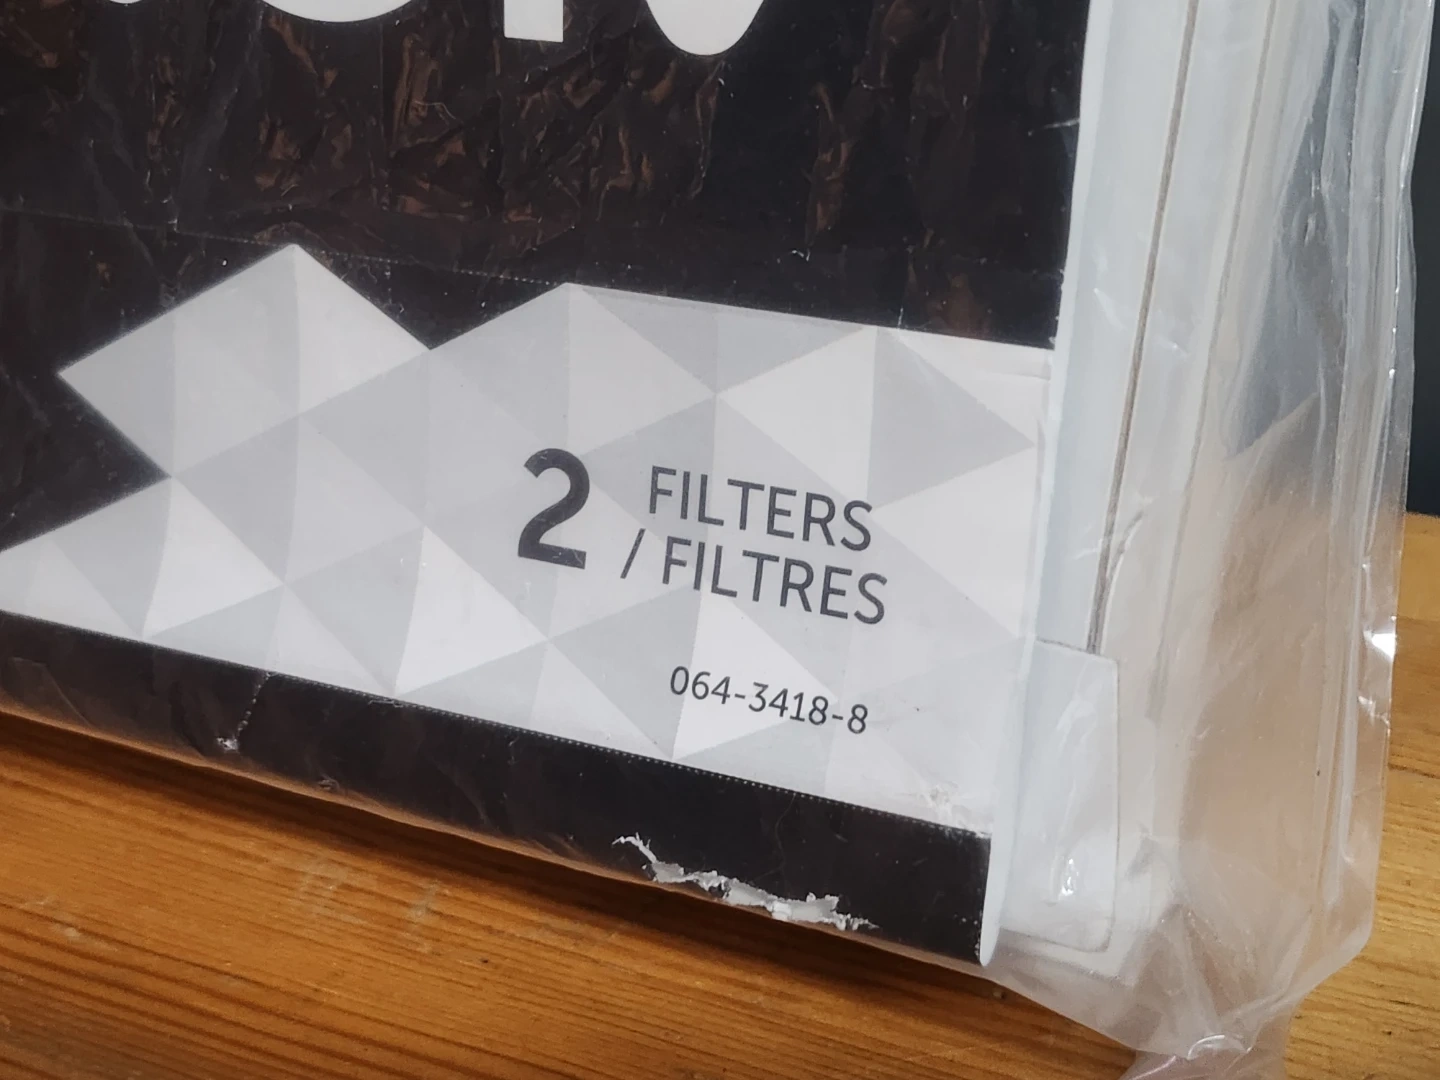 2 FILTERS
/ FILTRES
064-3418-8